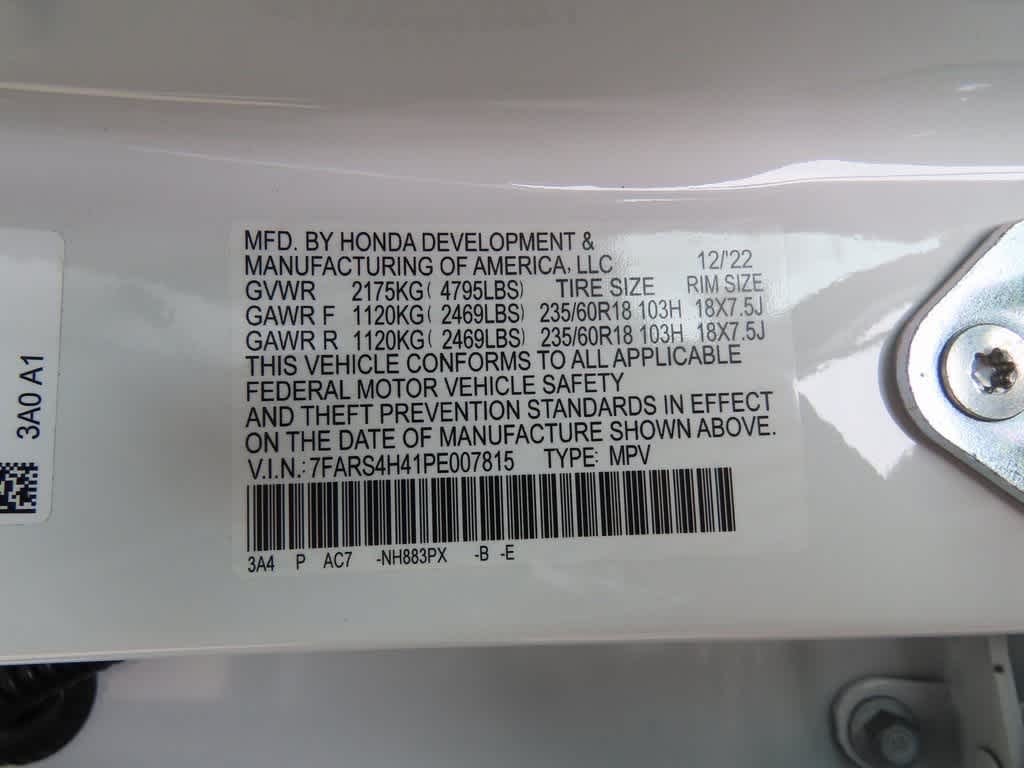 MFD. BY HONDA DEVELOPMENT &
MANUFACTURING OF AMERICA, LLC 12/'22
GVWR 2175KG( 4795LBS) TIRE SIZE RIM SIZE
GAWR F 1120KG( 2469LBS) 235/60R18 103H 18X7.5J
GAWR R 1120KG( 2469LBS) 235/60R18 103H 18X7.5J
THIS VEHICLE CONFORMS TO ALL APPLICABLE
FEDERAL MOTOR VEHICLE SAFETY
AND THEFT PREVENTION STANDARDS IN EFFECT
ON THE DATE OF MANUFACTURE SHOWN ABOVE.
V.I.N.: 7FARS4H41PE007815 TYPE: MPV
3A4 P AC7 -NH883PX -B -E
3A0 A1